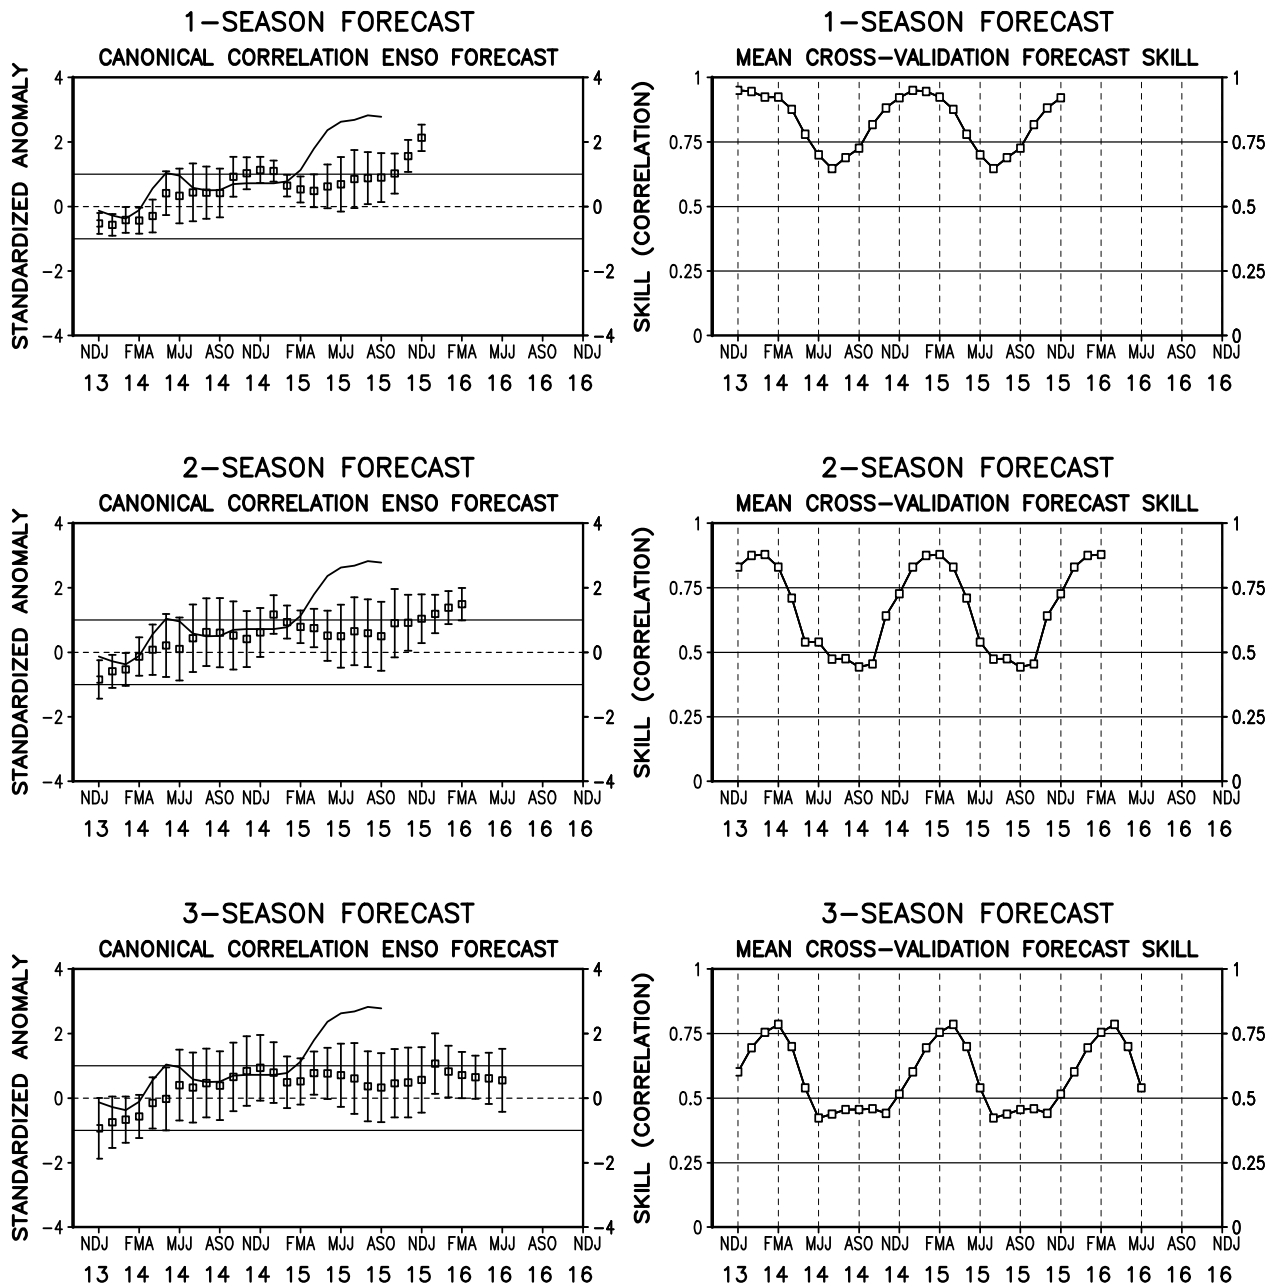 1-SEASON FORECAST
CANONICAL CORRELATION ENSO FORECAST
STANDARDIZED ANOMALY
4
2
0
-2
-4
4
2
0
-2
-4
NDJ FMA MJJ ASO NDJ FMA MJJ ASO NDJ FMA MJJ ASO NDJ
13 14 14 14 14 15 15 15 15 16 16 16 16
1-SEASON FORECAST
MEAN CROSS-VALIDATION FORECAST SKILL
SKILL (CORRELATION)
1
0.75
0.5
0.25
0
1
0.75
0.5
0.25
0
NDJ FMA MJJ ASO NDJ FMA MJJ ASO NDJ FMA MJJ ASO NDJ
13 14 14 14 14 15 15 15 15 16 16 16 16
2-SEASON FORECAST
CANONICAL CORRELATION ENSO FORECAST
STANDARDIZED ANOMALY
4
2
0
-2
-4
4
2
0
-2
-4
NDJ FMA MJJ ASO NDJ FMA MJJ ASO NDJ FMA MJJ ASO NDJ
13 14 14 14 14 15 15 15 15 16 16 16 16
2-SEASON FORECAST
MEAN CROSS-VALIDATION FORECAST SKILL
SKILL (CORRELATION)
1
0.75
0.5
0.25
0
1
0.75
0.5
0.25
0
NDJ FMA MJJ ASO NDJ FMA MJJ ASO NDJ FMA MJJ ASO NDJ
13 14 14 14 14 15 15 15 15 16 16 16 16
3-SEASON FORECAST
CANONICAL CORRELATION ENSO FORECAST
STANDARDIZED ANOMALY
4
2
0
-2
-4
4
2
0
-2
-4
NDJ FMA MJJ ASO NDJ FMA MJJ ASO NDJ FMA MJJ ASO NDJ
13 14 14 14 14 15 15 15 15 16 16 16 16
3-SEASON FORECAST
MEAN CROSS-VALIDATION FORECAST SKILL
SKILL (CORRELATION)
1
0.75
0.5
0.25
0
1
0.75
0.5
0.25
0
NDJ FMA MJJ ASO NDJ FMA MJJ ASO NDJ FMA MJJ ASO NDJ
13 14 14 14 14 15 15 15 15 16 16 16 16